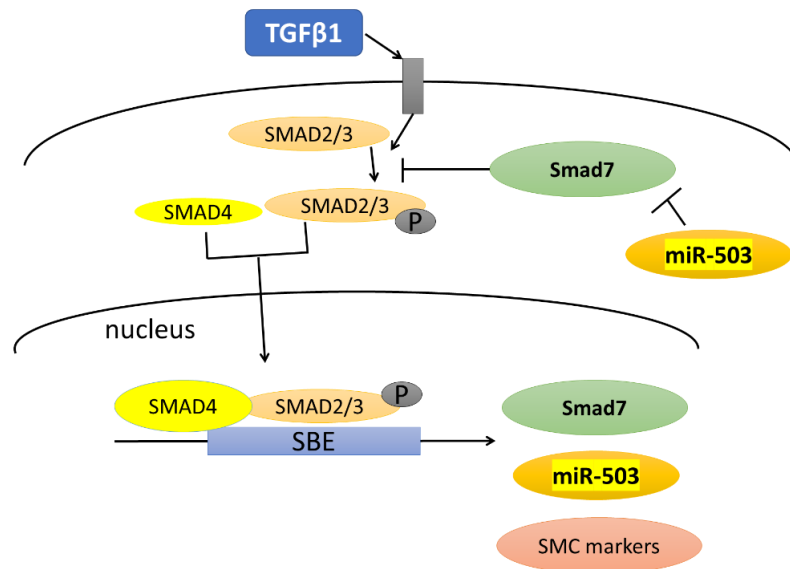 TGFβ1
SMAD2/3
Smad7
SMAD4
SMAD2/3
P
miR-503
nucleus
P
SMAD4
SMAD2/3
Smad7
SBE
miR-503
SMC markers